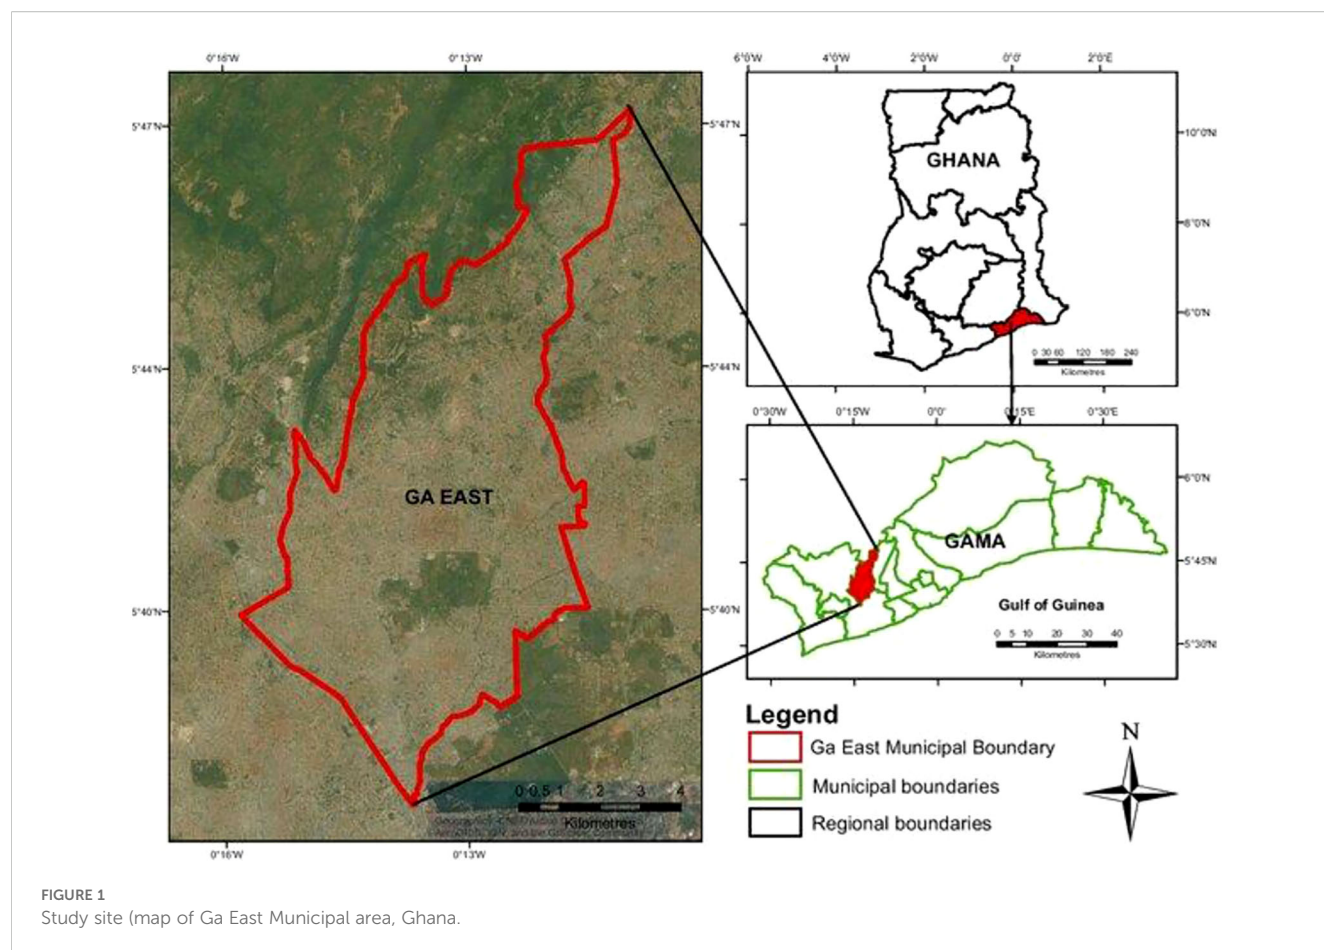 0°16'W 0°13'W
5°47'N 5°47'N
5°44'N 5°44'N
GA EAST
5°40'N 5°40'N
0 0.5 1 2 3 4
Kilometres
0°16'W 0°13'W
6°0'W 4°0'W 2°0'W 0°0' 2°0'E
10°0'N
GHANA
8°0'N
6°0'N
0 30 60 120 180 240
Kilometres
0°30'W 0°15'W 0°0' 0°15'E 0°30'E
6°0'N
GAMA
5°45'N
Gulf of Guinea
0 5 10 20 30 40
Kilometres
5°30'N
Legend
Ga East Municipal Boundary
Municipal boundaries
Regional boundaries
N
FIGURE 1
Study site (map of Ga East Municipal area, Ghana.